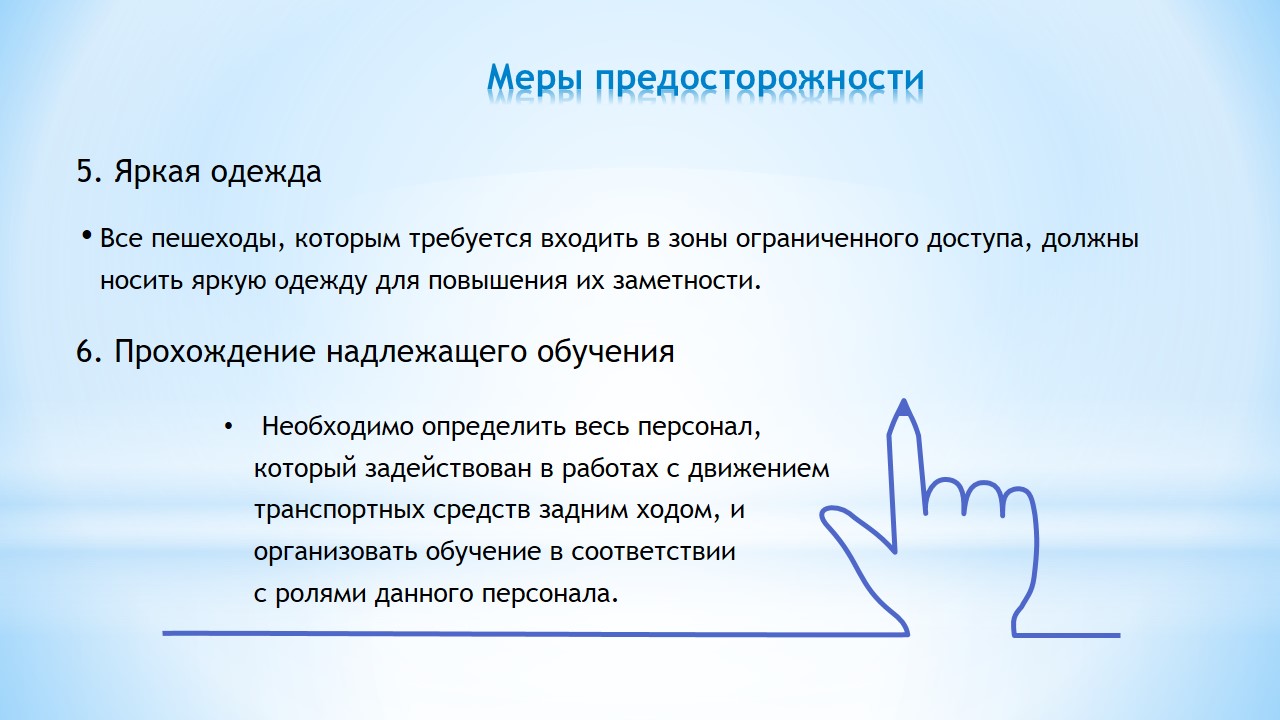 Меры предосторожности
5. Яркая одежда
• Все пешеходы, которым требуется входить в зоны ограниченного доступа, должны
носить яркую одежду для повышения их заметности.
6. Прохождение надлежащего обучения
• Необходимо определить весь персонал,
который задействован в работах с движением
транспортных средств задним ходом, и
организовать обучение в соответствии
с ролями данного персонала.